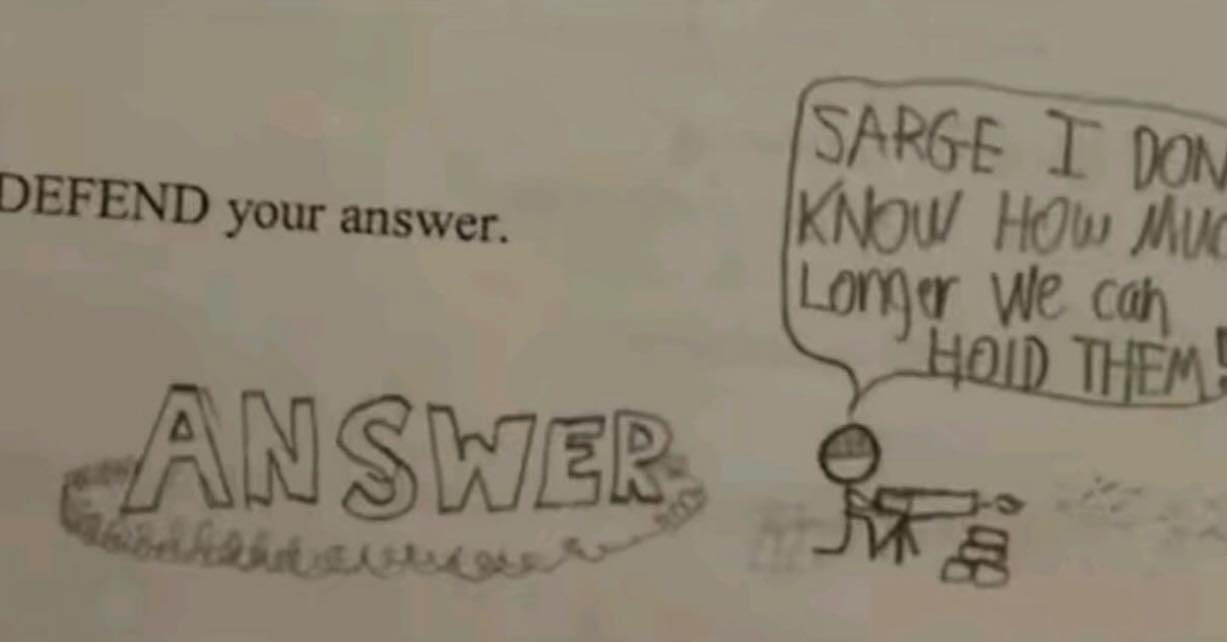 DEFEND your answer.
SARGE I DON
KNOW HOW MUC
Longer We can
HOlD THEM!
ANSWER